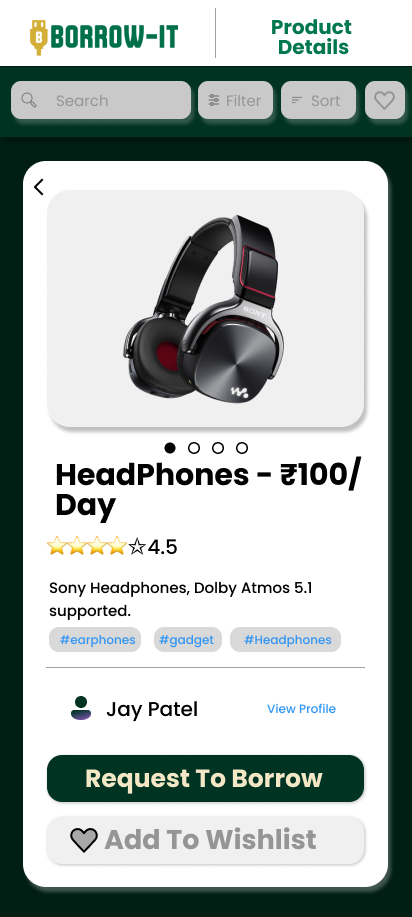 BORROW-IT
Product
Details
Search
Filter
Sort
SONY
HeadPhones - ₹100/
Day
4.5
Sony Headphones, Dolby Atmos 5.1
supported.
#earphones #gadget #Headphones
Jay Patel
View Profile
Request To Borrow
Add To Wishlist